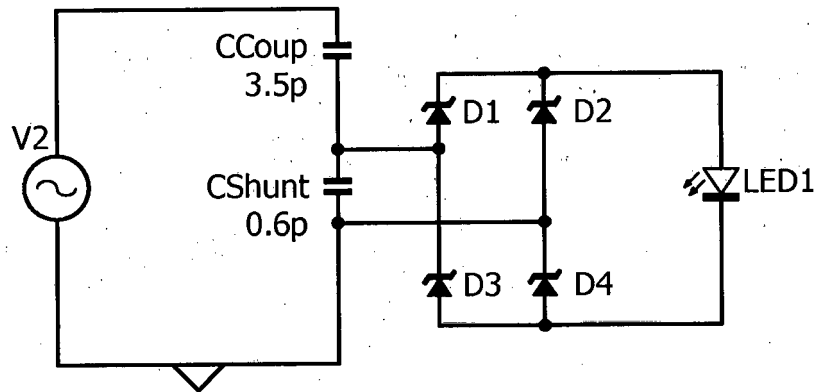 CCoup
3.5p
D1
D2
V2
CShunt
0.6p
LED1
D3
D4